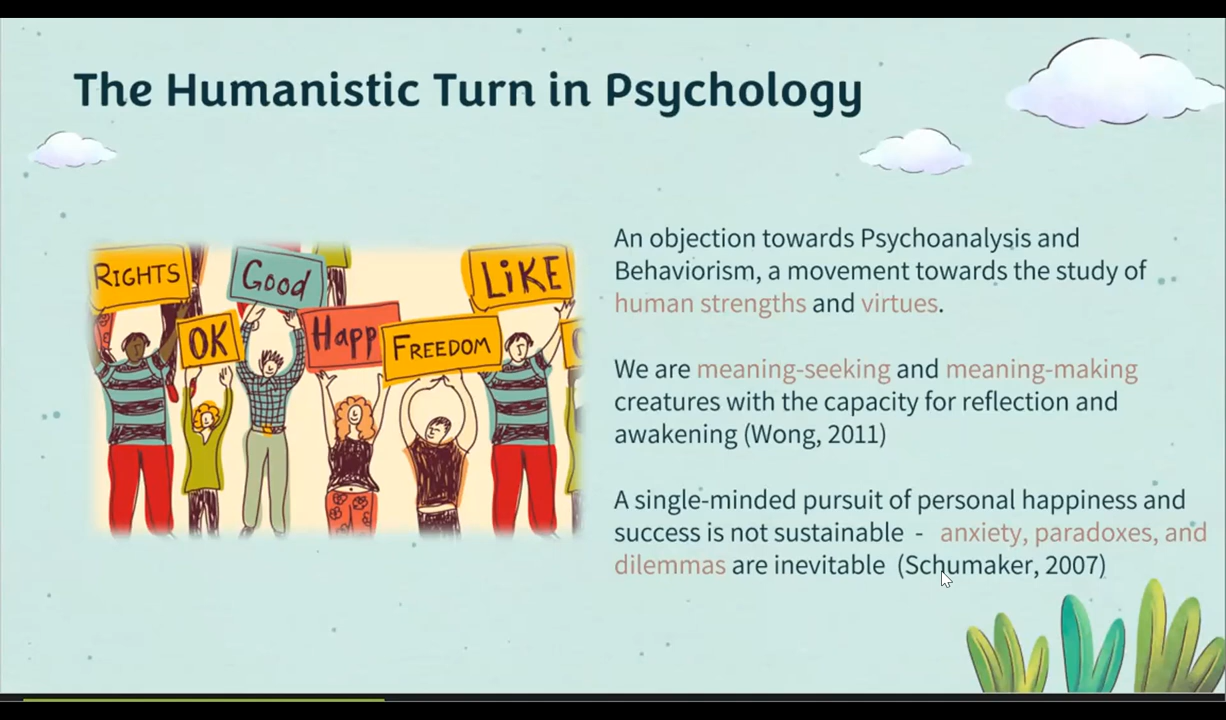 The Humanistic Turn in Psychology
RIGHTS
Good
LiKE
OK
Happ
FREEDOM
An objection towards Psychoanalysis and
Behaviorism, a movement towards the study of
human strengths and virtues.
We are meaning-seeking and meaning-making
creatures with the capacity for reflection and
awakening (Wong, 2011)
A single-minded pursuit of personal happiness and
success is not sustainable - anxiety, paradoxes, and
dilemmas are inevitable (Schumaker, 2007)